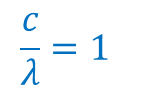 c/λ = 1